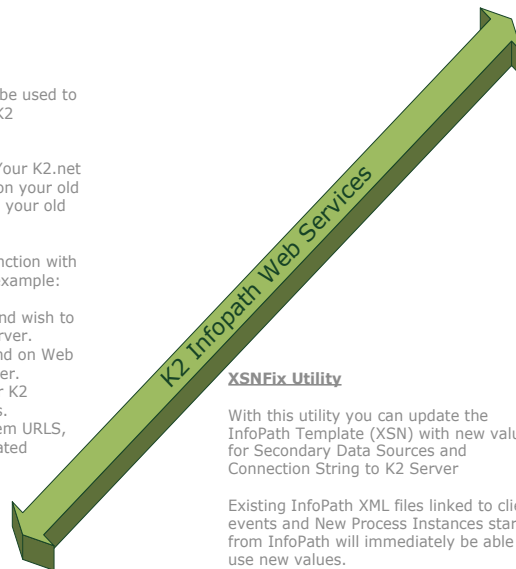 be used to
K2
Your K2.net
on your old
your old
nction with
example:
nd wish to
rver.
nd on Web
er.
r K2
s.
em URLS,
ated
K2 Infopath Web Services
XSNFix Utility
With this utility you can update the
InfoPath Template (XSN) with new valu
for Secondary Data Sources and
Connection String to K2 Server
Existing InfoPath XML files linked to clie
events and New Process Instances star
from InfoPath will immediately be able
use new values.